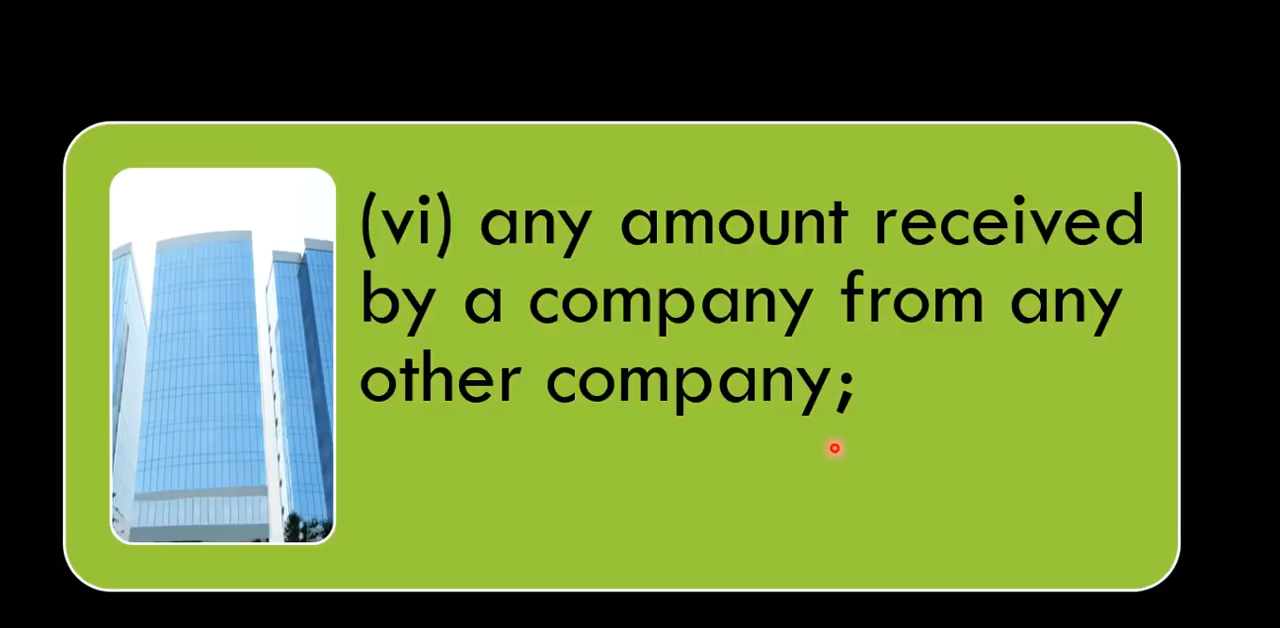 (vi) any amount received
by a company from any
other company;